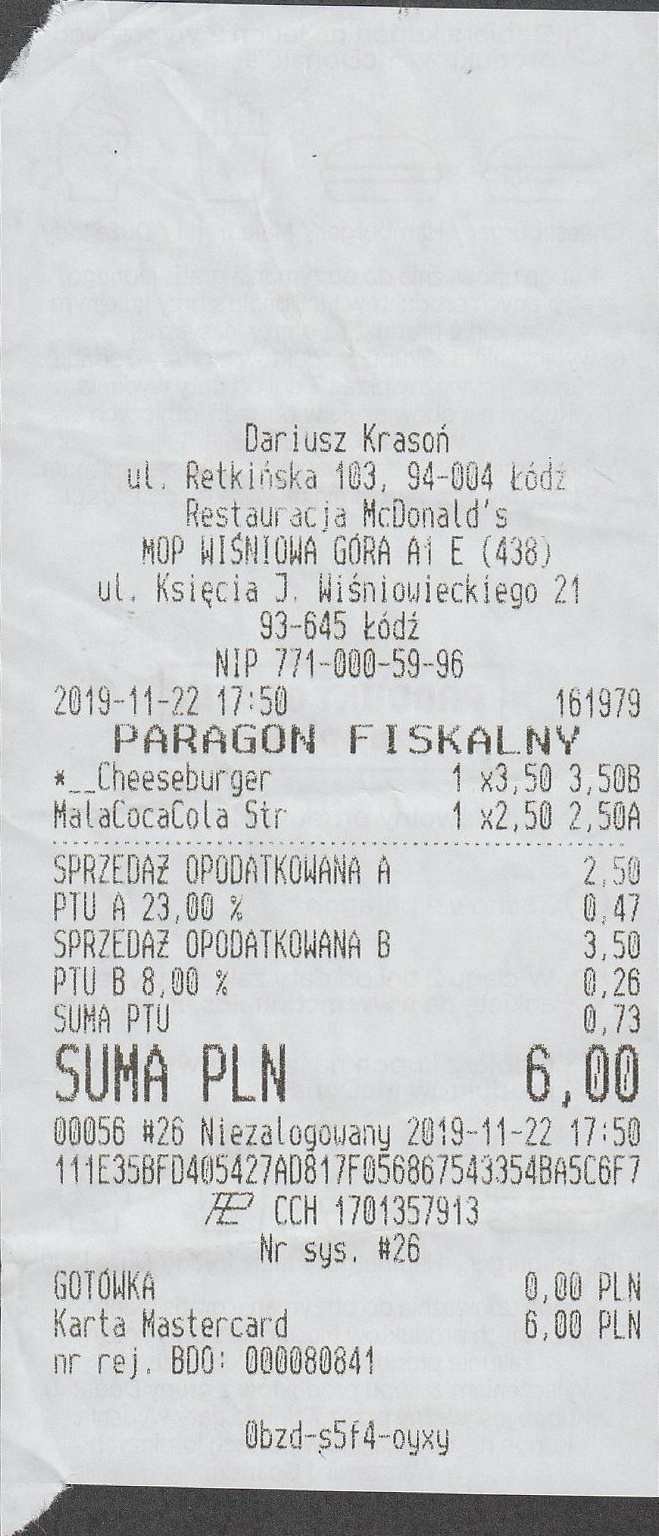 Dariusz Krasoń
ul. Retkińska 103, 94-004 Łódź
Restauracja McDonald's
MOP WIŚNIOWA GÓRA A1 E (438)
ul. Księcia J. Wiśniowieckiego 21
93-645 Łódź
NIP 771-000-59-96
2019-11-22 17:50 161979
PARAGON FISKALNY
*__Cheeseburger 1 x3,50 3,50B
MalaCocaCola Str 1 x2,50 2,50A
SPRZEDAŻ OPODATKOWANA A 2,50
PTU A 23,00 % 0,47
SPRZEDAŻ OPODATKOWANA B 3,50
PTU B 8,00 % 0,26
SUMA PTU 0,73
SUMA PLN 6,00
00056 #26 Niezalogowany 2019-11-22 17:50
111E35BFD405427AD817F056867543354BA5C6F7
CCH 1701357913
Nr sys. #26
GOTÓWKA 0,00 PLN
Karta Mastercard 6,00 PLN
nr rej. BDO: 000080841
0bzd-s5f4-oyxy